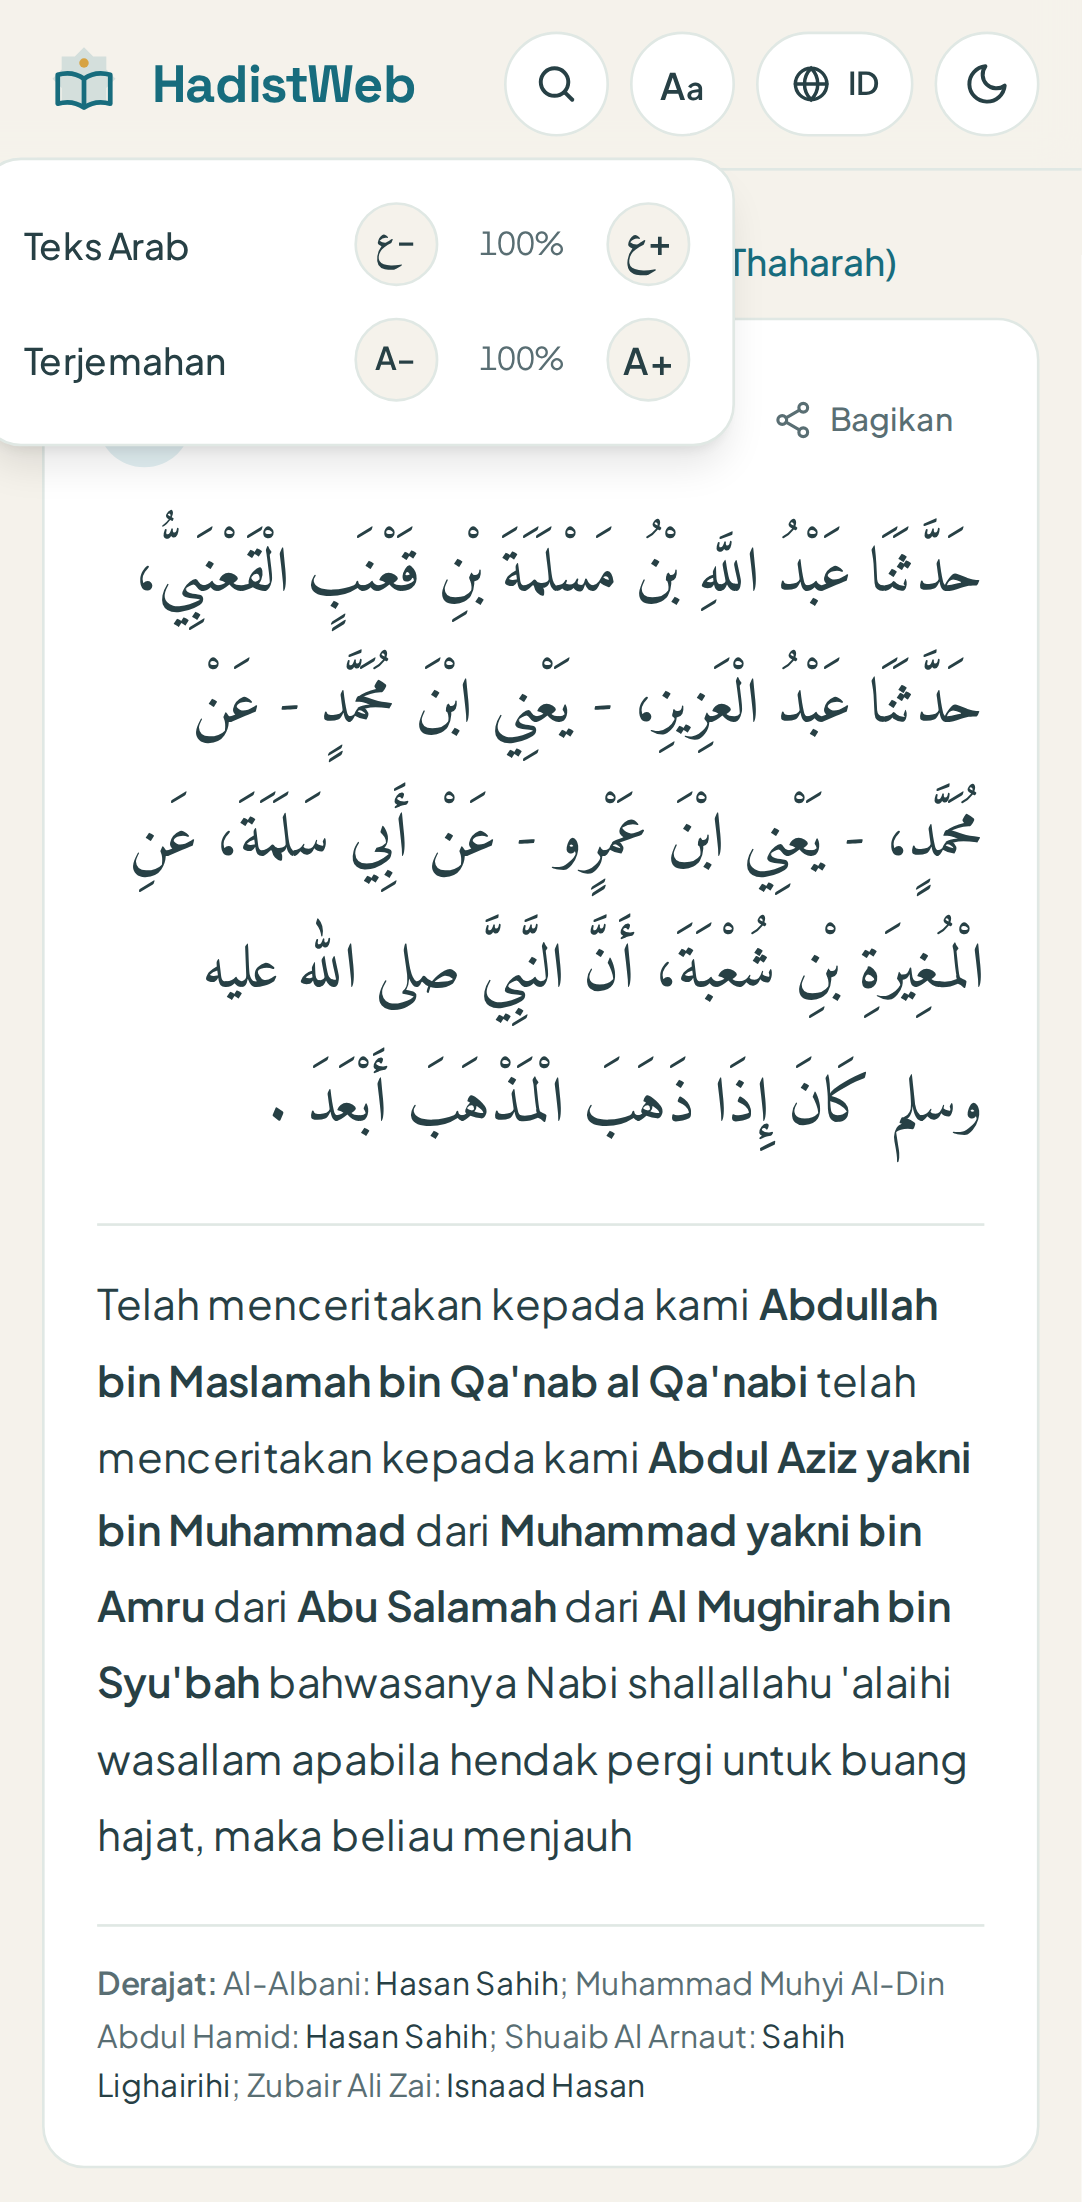 HadistWeb
Aa
ID
Teks Arab
ع-
100%
ع+
Terjemahan
A-
100%
A+
Thaharah)
Bagikan
حَدَّثَنَا عَبْدُ اللَّهِ بْنُ مَسْلَمَةَ بْنِ قَعْنَبٍ الْقَعْنَبِيُّ،
حَدَّثَنَا عَبْدُ الْعَزِيزِ، - يَعْنِي ابْنَ مُحَمَّدٍ - عَنْ
مُحَمَّدٍ، - يَعْنِي ابْنَ عَمْرٍو - عَنْ أَبِي سَلَمَةَ، عَنِ
الْمُغِيرَةِ بْنِ شُعْبَةَ، أَنَّ النَّبِيَّ صلى الله عليه
وسلم كَانَ إِذَا ذَهَبَ الْمَذْهَبَ أَبْعَدَ .
Telah menceritakan kepada kami Abdullah
bin Maslamah bin Qa'nab al Qa'nabi telah
menceritakan kepada kami Abdul Aziz yakni
bin Muhammad dari Muhammad yakni bin
Amru dari Abu Salamah dari Al Mughirah bin
Syu'bah bahwasanya Nabi shallallahu 'alaihi
wasallam apabila hendak pergi untuk buang
hajat, maka beliau menjauh
Derajat: Al-Albani: Hasan Sahih; Muhammad Muhyi Al-Din
Abdul Hamid: Hasan Sahih; Shuaib Al Arnaut: Sahih
Lighairihi; Zubair Ali Zai: Isnaad Hasan